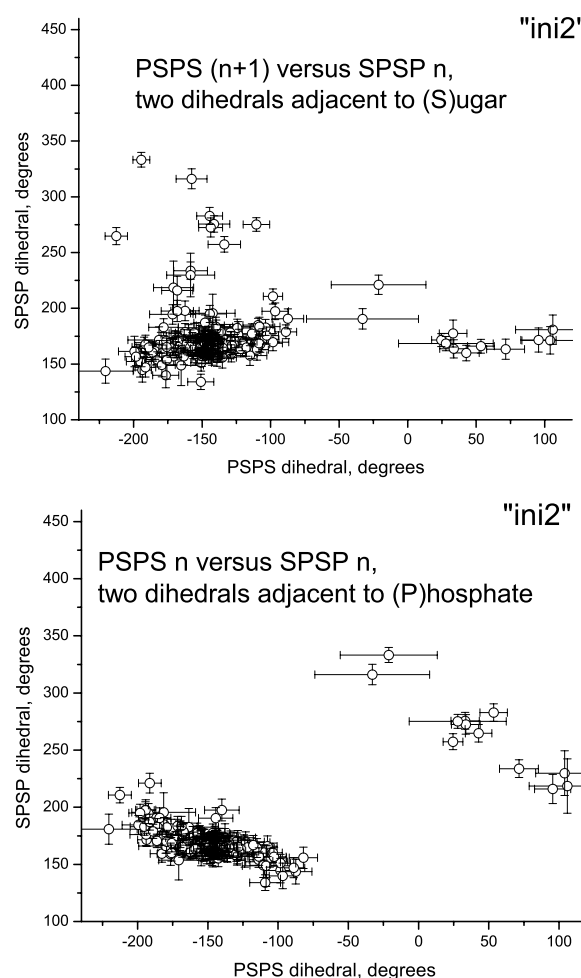 "ini2"
PSPS (n+1) versus SPSP n,
two dihedrals adjacent to (S)ugar
SPSP dihedral, degrees
450
400
350
300
250
200
150
100
-200 -150 -100 -50 0 50 100
PSPS dihedral, degrees
"ini2"
PSPS n versus SPSP n,
two dihedrals adjacent to (P)hosphate
SPSP dihedral, degrees
450
400
350
300
250
200
150
100
-200 -150 -100 -50 0 50 100
PSPS dihedral, degrees